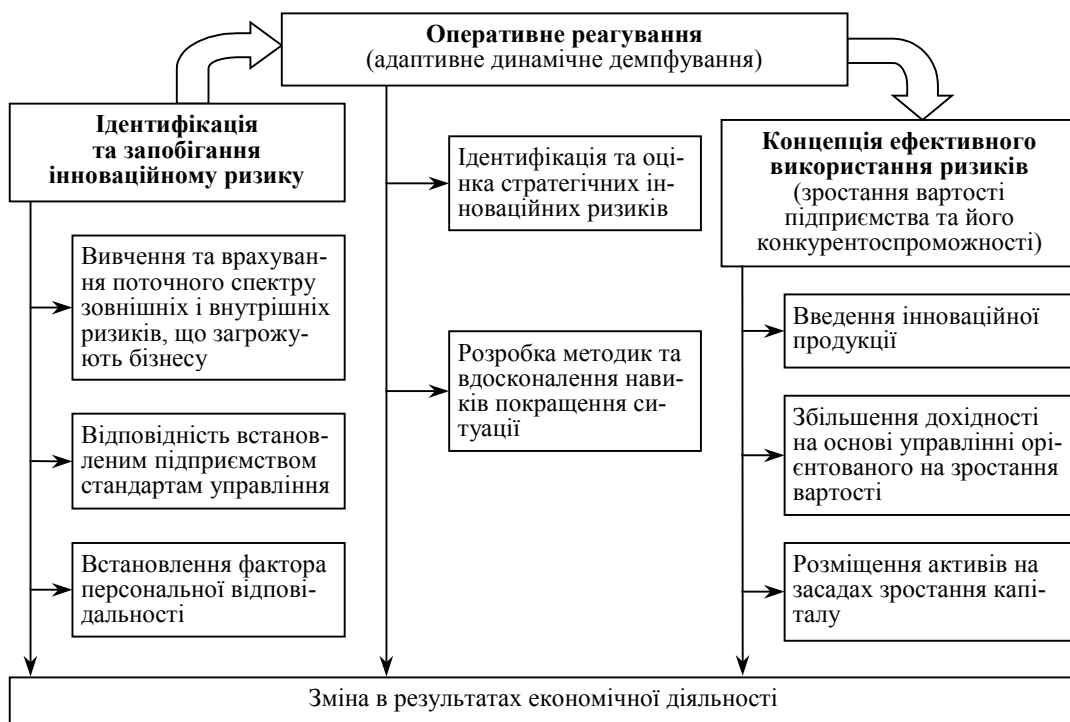 Оперативне реагування
(адаптивне динамічне демпфування)
Ідентифікація
та запобігання
інноваційному ризику
Вивчення та врахуван-
ня поточного спектру
зовнішніх і внутрішніх
ризиків, що загрожу-
ють бізнесу
Відповідність встанов-
леним підприємством
стандартам управління
Встановлення фактора
персональної відпові-
дальності
Ідентифікація та оці-
нка стратегічних ін-
новаційних ризиків
Розробка методик та
вдосконалення нави-
ків покращення си-
туації
Концепція ефективного
використання ризиків
(зростання вартості
підприємства та його
конкурентоспроможності)
Введення інноваційної
продукції
Збільшення дохідності
на основі управлінні орі-
єнтованого на зростання
вартості
Розміщення активів на
засадах зростання капі-
талу
Зміна в результатах економічної діяльності